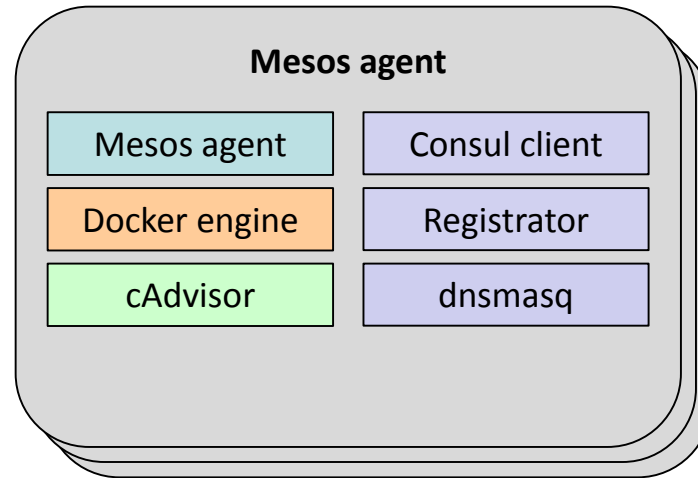 Mesos agent
Mesos agent
Consul client
Docker engine
Registrator
cAdvisor
dnsmasq